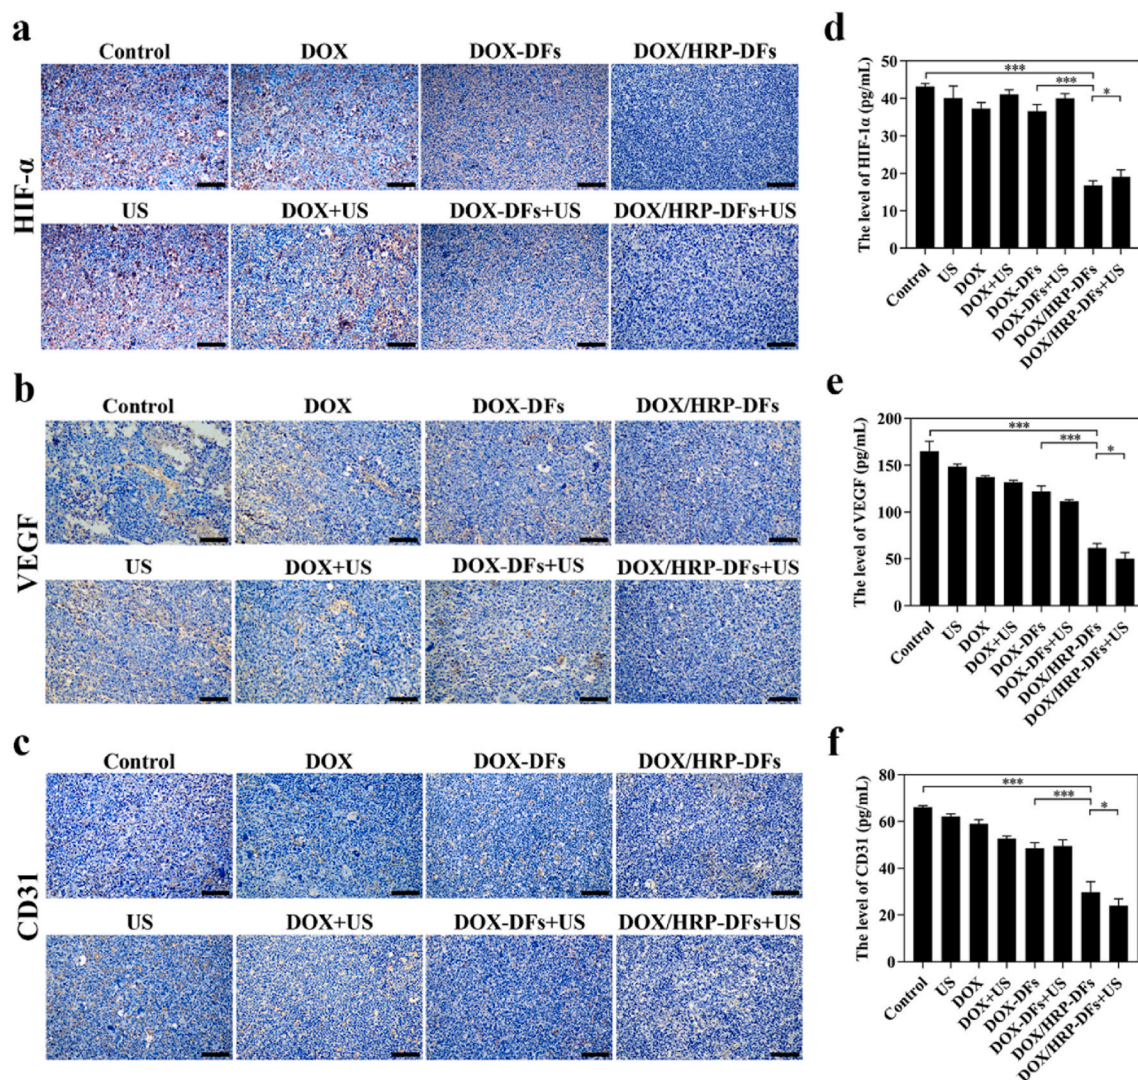 a
Control DOX DOX-DFs DOX/HRP-DFs
HIF-α
US DOX+US DOX-DFs+US DOX/HRP-DFs+US
b
Control DOX DOX-DFs DOX/HRP-DFs
VEGF
US DOX+US DOX-DFs+US DOX/HRP-DFs+US
c
Control DOX DOX-DFs DOX/HRP-DFs
CD31
US DOX+US DOX-DFs+US DOX/HRP-DFs+US
d
The level of HIF-1α (pg/mL)
50
40
30
20
10
0
***
***
*
Control
US
DOX
DOX+US
DOX-DFs
DOX-DFs+US
DOX/HRP-DFs
DOX/HRP-DFs+US
e
The level of VEGF (pg/mL)
200
150
100
50
0
***
***
*
Control
US
DOX
DOX+US
DOX-DFs
DOX-DFs+US
DOX/HRP-DFs
DOX/HRP-DFs+US
f
The level of CD31 (pg/mL)
80
60
40
20
0
***
***
*
Control
US
DOX
DOX+US
DOX-DFs
DOX-DFs+US
DOX/HRP-DFs
DOX/HRP-DFs+US